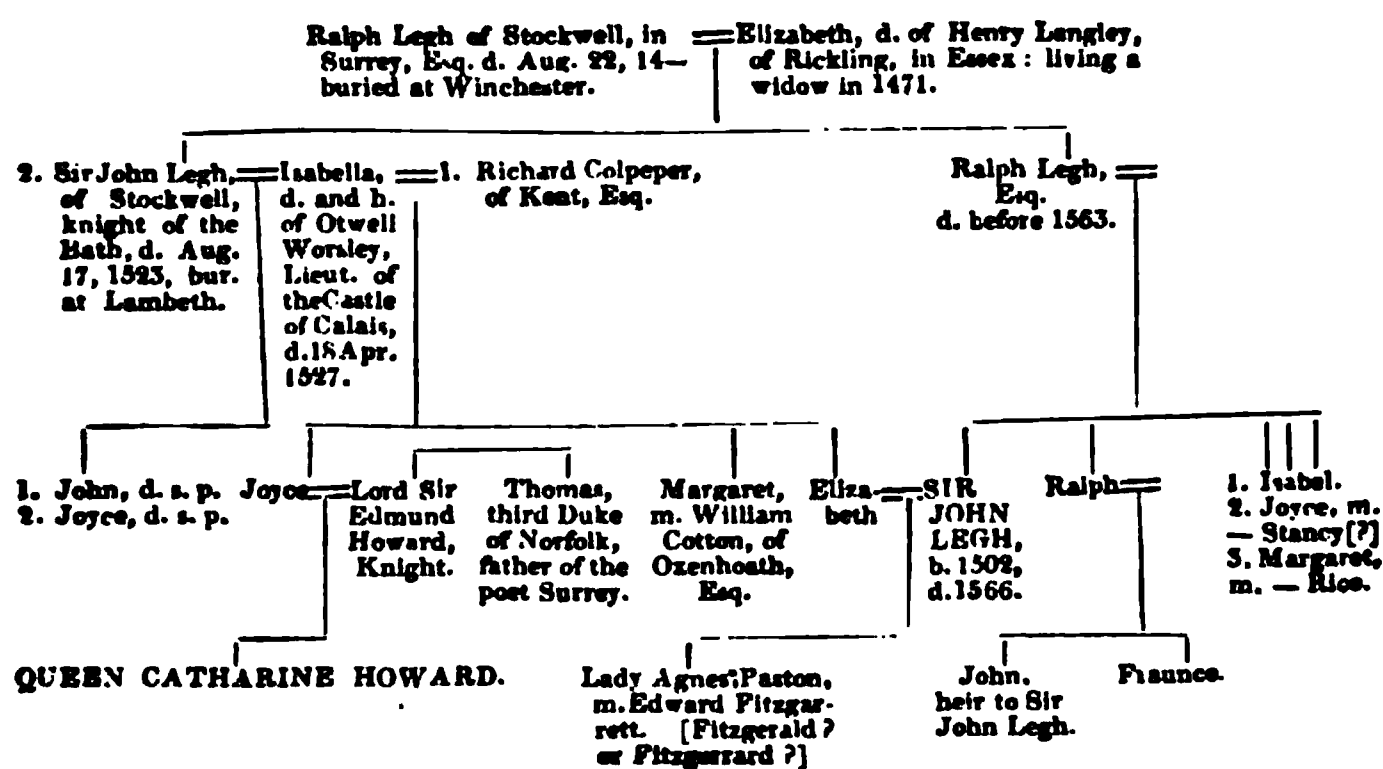 Ralph Legh of Stockwell, in
Surrey, Esq. d. Aug. 22, 14—
buried at Winchester.
Elizabeth, d. of Henry Langley,
of Rickling, in Essex: living a
widow in 1471.
2. Sir John Legh,
of Stockwell,
knight of the
Bath, d. Aug.
17, 1523, bur.
at Lambeth.
Isabella,
d. and h.
of Otwell
Worsley,
Lieut. of
the Castle
of Calais,
d. 18 Apr.
1527.
1. Richard Colpeper,
of Kent, Esq.
Ralph Legh,
Esq.
d. before 1563.
1. John, d. s. p.
2. Joyce, d. s. p.
Joyce
Lord Sir
Edmund
Howard,
Knight.
Thomas,
third Duke
of Norfolk,
father of the
poet Surrey.
Margaret,
m. William
Cotton, of
Oxenhoath,
Esq.
Eliza-
beth
SIR
JOHN
LEGH,
b. 1502,
d. 1566.
Ralph
1. Isabel.
2. Joyce, m.
— Stancy [?]
3. Margaret,
m. — Rice.
QUEEN CATHARINE HOWARD.
Lady Agnes Paston,
m. Edward Fitzgar-
rett. [Fitzgerald?
or Fitzgerrard?]
John.
heir to Sir
John Legh.
Fraunce.